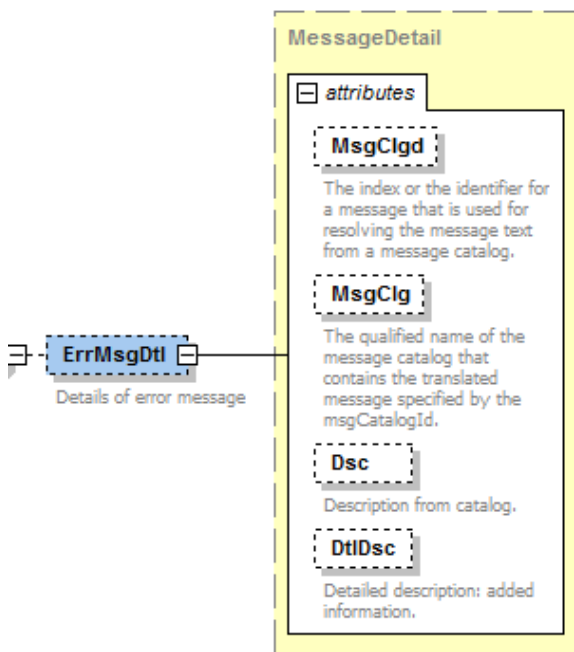 MessageDetail
attributes
MsgClgd
The index or the identifier for
a message that is used for
resolving the message text
from a message catalog.
MsgClg
The qualified name of the
message catalog that
contains the translated
message specified by the
msgCatalogId.
ErrMsgDtl
Details of error message
Dsc
Description from catalog.
DtlDsc
Detailed description: added
information.